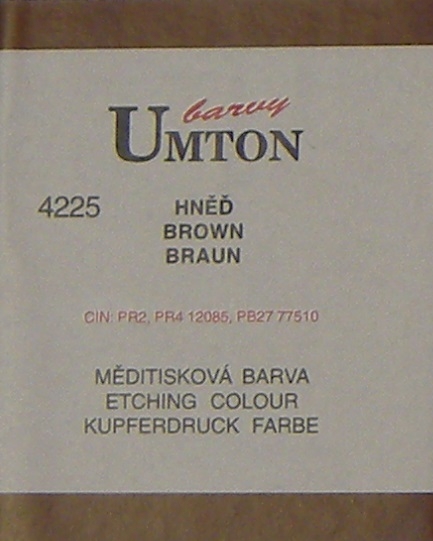 barvy
UMTON
4225
HNĚĎ
BROWN
BRAUN
CIN: PR2, PR4 12085, PB27 77510
MĚDITISKOVÁ BARVA
ETCHING COLOUR
KUPFERDRUCK FARBE